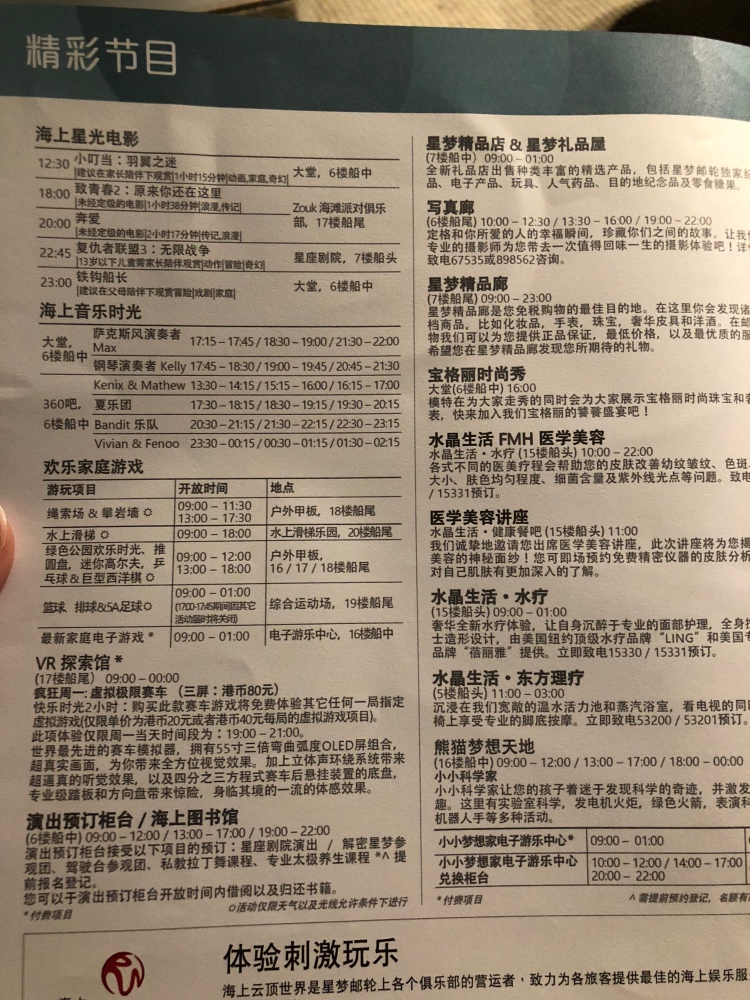 精彩节目
海上星光电影
12:30 小叮当：羽翼之迷
|建议在家长陪伴下观赏|1小时15分钟|动画,家庭,奇幻|
大堂，6楼船中
18:00 致青春2：原来你还在这里
|未经定级的电影|1小时38分钟|浪漫,传记|
20:00 奔爱
|未经定级的电影|2小时17分钟|传记,浪漫|
Zouk 海滩派对俱乐
部，17楼船尾
22:45 复仇者联盟3：无限战争
|13岁以下儿童需家长陪伴观赏|动作|冒险|奇幻|
星座剧院，7楼船头
23:00 铁钩船长
|建议在父母陪伴下观赏冒险|戏剧|家庭|
大堂，6楼船中
海上音乐时光
大堂，
6楼船中
萨克斯风演奏者
Max
17:15 – 17:45 / 18:30 – 19:00 / 21:30 – 22:00
钢琴演奏者 Kelly 17:45 – 18:30 / 19:00 – 19:45 / 20:45 – 21:30
360吧，
6楼船中
Kenix & Mathew 13:30 – 14:15 / 15:15 – 16:00 / 16:15 – 17:00
夏乐团 17:30 – 18:15 / 18:30 – 19:15 / 19:30 – 20:15
Bandit 乐队 20:30 – 21:15 / 21:30 – 22:15 / 22:30 – 23:15
Vivian & Fenoo 23:30 – 00:15 / 00:30 – 01:15 / 01:30 – 02:15
欢乐家庭游戏
游玩项目 开放时间 地点
绳索场 & 攀岩墙 ✩
09:00 – 11:30
13:00 – 17:30
户外甲板，18楼船尾
水上滑梯 ✩ 09:00 – 18:00 水上滑梯乐园，20楼船尾
绿色公园欢乐时光、推
圆盘，迷你高尔夫，乒
乓球&巨型西洋棋 ✩
09:00 – 12:00
13:00 – 18:00
户外甲板，
16 / 17 / 18楼船尾
篮球、排球&5A足球✩
09:00 – 01:00
(17:00-17:45期间因其它
活动届时将关闭)
综合运动场，19楼船尾
最新家庭电子游戏 * 09:00 – 01:00 电子游乐中心，16楼船中
VR 探索馆 *
(17楼船尾） 09:00 – 00:00
疯狂周一: 虚拟极限赛车 （三屏：港币80元）
快乐时光2小时：购买此款赛车游戏将免费体验其它任何一局指定
虚拟游戏(仅限单价为港币20元或者港币40元每局的虚拟游戏项目)。
此项体验仅限周一当天时间段为：19:00 – 21:00。
世界最先进的赛车模拟器，拥有55寸三倍弯曲弧度OLED屏组合，
超真实画面，为你带来全方位视觉效果。加上立体声环绕系统带来
超逼真的听觉效果，以及四分之三方程式赛车后悬挂装置的底盘，
专业级踏板和方向盘带来惊险，身临其境的一流的体感效果。
演出预订柜台 / 海上图书馆
(6楼船中) 09:00 – 12:00 / 13:00 – 17:00 / 19:00 – 22:00
演出预订柜台接受以下项目的预订：星座剧院演出 / 解密星梦参
观团、驾驶台参观团、私教拉丁舞课程、专业太极养生课程 *^ 提
前报名登记。
您可以于演出预订柜台开放时间内借阅以及归还书籍。
*付费项目
✩活动仅限天气以及光线允许条件下进行
星梦精品店 & 星梦礼品屋
(7楼船中）09:00 – 01:00
全新礼品店出售种类丰富的精选产品，包括星梦邮轮独家
品、电子产品、玩具、人气药品、目的地纪念品及零食糖果。
写真廊
(6楼船尾) 10:00 – 12:30 / 13:30 – 16:00 / 19:00 – 22:00
定格和你所爱的人的幸福瞬间，珍藏你们之间的故事。让我
专业的摄影师为您带去一次值得回味一生的摄影体验吧！详
致电67535或898562咨询。
星梦精品廊
(7楼船尾) 09:00 – 23:00
星梦精品廊是您免税购物的最佳目的地。在这里你会发现诸
档商品，比如化妆品，手表，珠宝，奢华皮具和洋酒。在邮
物我们可以为您提供正品保证，最低价格，以及最优质的服
希望您在星梦精品廊发现您所期待的礼物。
宝格丽时尚秀
大堂(6楼船中) 16:00
模特在为大家走秀的同时会为大家展示宝格丽时尚珠宝和
表，快来加入我们宝格丽的饕餮盛宴吧！
水晶生活 FMH 医学美容
水晶生活・水疗 (15楼船头) 10:00 – 22:00
各式不同的医美疗程会帮助您的皮肤改善幼纹皱纹、色斑
大小、肤色均匀程度、细菌含量及紫外线光点等问题。致电
/ 15331预订。
医学美容讲座
水晶生活・健康餐吧 (15楼船头) 11:00
我们诚挚地邀请您出席医学美容讲座，此次讲座将为您揭
美容的神秘面纱！您可即场预约免费精密仪器的皮肤分析
对自己肌肤有更加深入的了解。
水晶生活・水疗
(15楼船头) 09:00 – 01:00
奢华全新水疗体验，让自身沉醉于专业的面部护理，全身按
士造形设计，由美国纽约顶级水疗品牌“LING”和美国专
品牌“蓓丽雅”提供。立即致电15330 / 15331预订。
水晶生活・东方理疗
(5楼船头) 11:00 – 03:00
沉浸在我们宽敞的温水活力池和蒸汽浴室，看电视的同
椅上享受专业的脚底按摩。立即致电53200 / 53201预订。
熊猫梦想天地
(16楼船中) 09:00 – 12:00 / 13:00 – 17:00 / 18:00 – 00:00
小小科学家
小小科学家让您的孩子着迷于发现科学的奇迹，并激发
趣。这里有实验室科学，发电机火炬，绿色火箭，表演科
机器人手等多种活动。
小小梦想家电子游乐中心* 09:00 – 01:00
小小梦想家电子游乐中心
兑换柜台
10:00 – 12:00 / 14:00 – 17:00
20:00 – 22:00
*付费项目
^需提前预约登记，名额有
体验刺激玩乐
海上云顶世界是星梦邮轮上各个俱乐部的营运者，致力为各旅客提供最佳的海上娱乐服